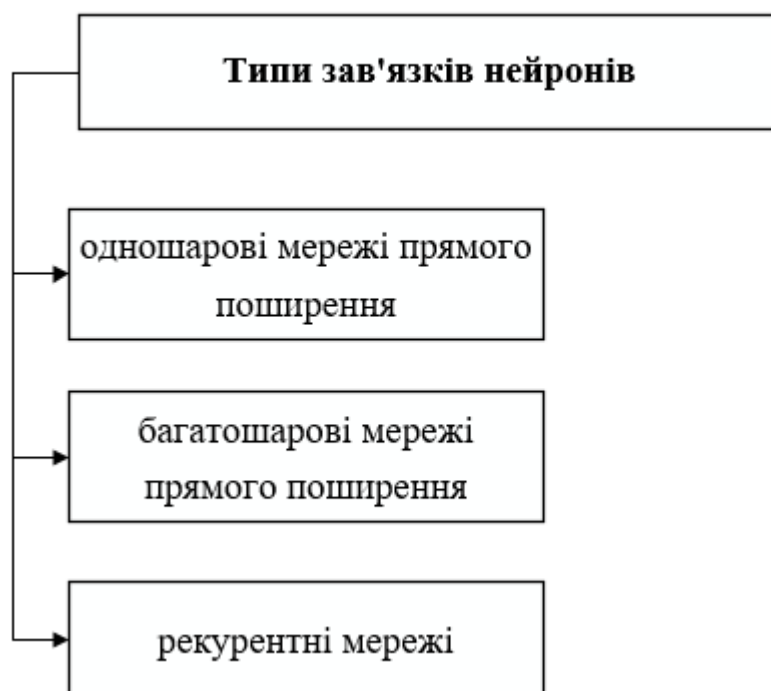 Типи зав'язків нейронів
одношарові мережі прямого
поширення
багатошарові мережі
прямого поширення
рекурентні мережі